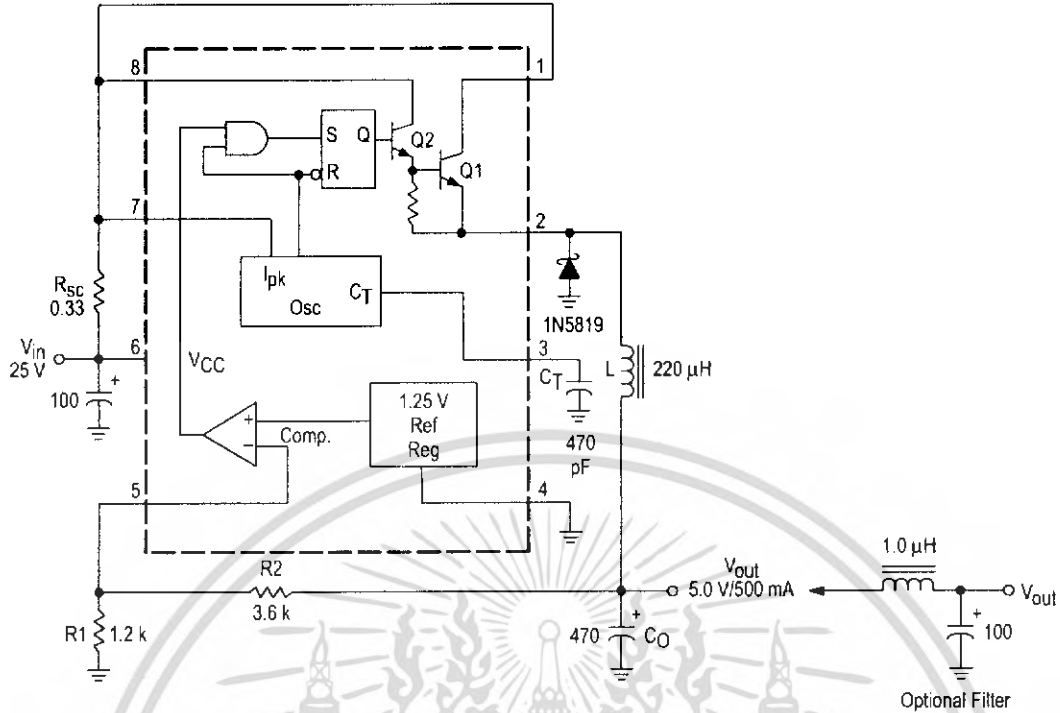 8
1
S Q
R
Q2
Q1
7
2
Ipk
Osc
CT
Rsc
0.33
1N5819
Vin
25 V
6
VCC
3
CT
L
220 µH
100
+
1.25 V
Ref
Reg
+
−
Comp.
470
pF
5
4
R2
3.6 k
Vout
5.0 V/500 mA
1.0 µH
Vout
R1
1.2 k
470
+
CO
+
100
Optional Filter